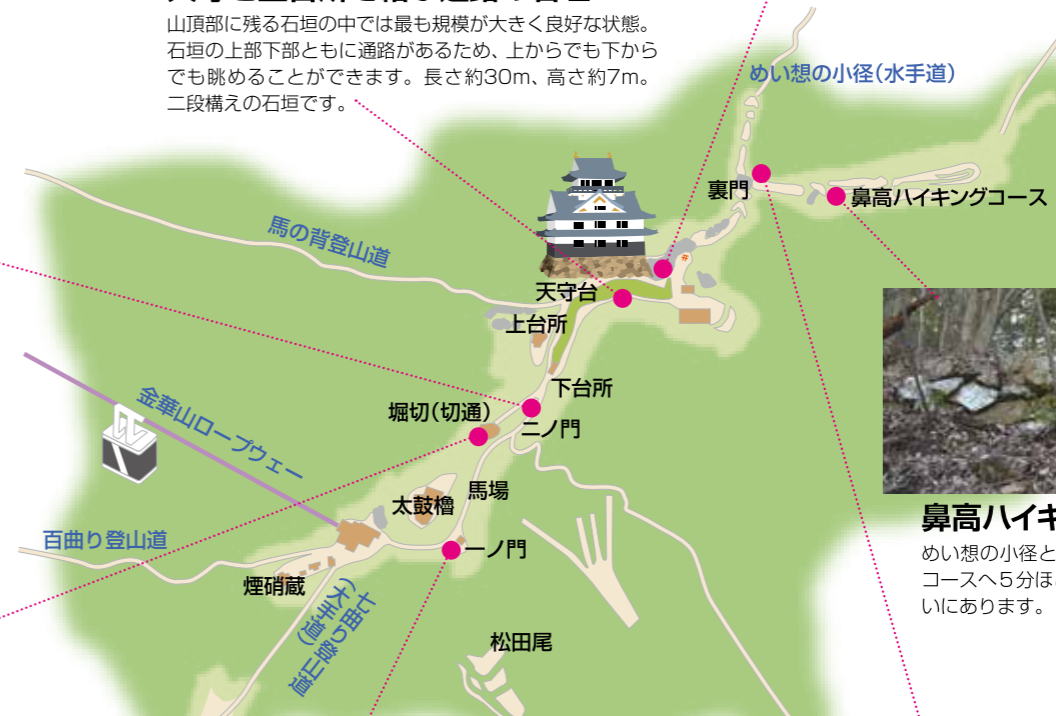 山頂部に残る石垣の中では最も規模が大きく良好な状態。
石垣の上部下部ともに通路があるため、上からでも下から
でも眺めることができます。長さ約30m、高さ約7m。
二段構えの石垣です。
めい想の小径(水手道)
裏門
鼻高ハイキングコース
馬の背登山道
天守台
上台所
下台所
堀切(切通)
二ノ門
金華山ロープウェー
馬場
太鼓櫓
百曲り登山道
一ノ門
煙硝蔵
七曲り登山道
(大手道)
松田尾
鼻高ハイキ
めい想の小径と
コースへ5分ほ
いにあります。